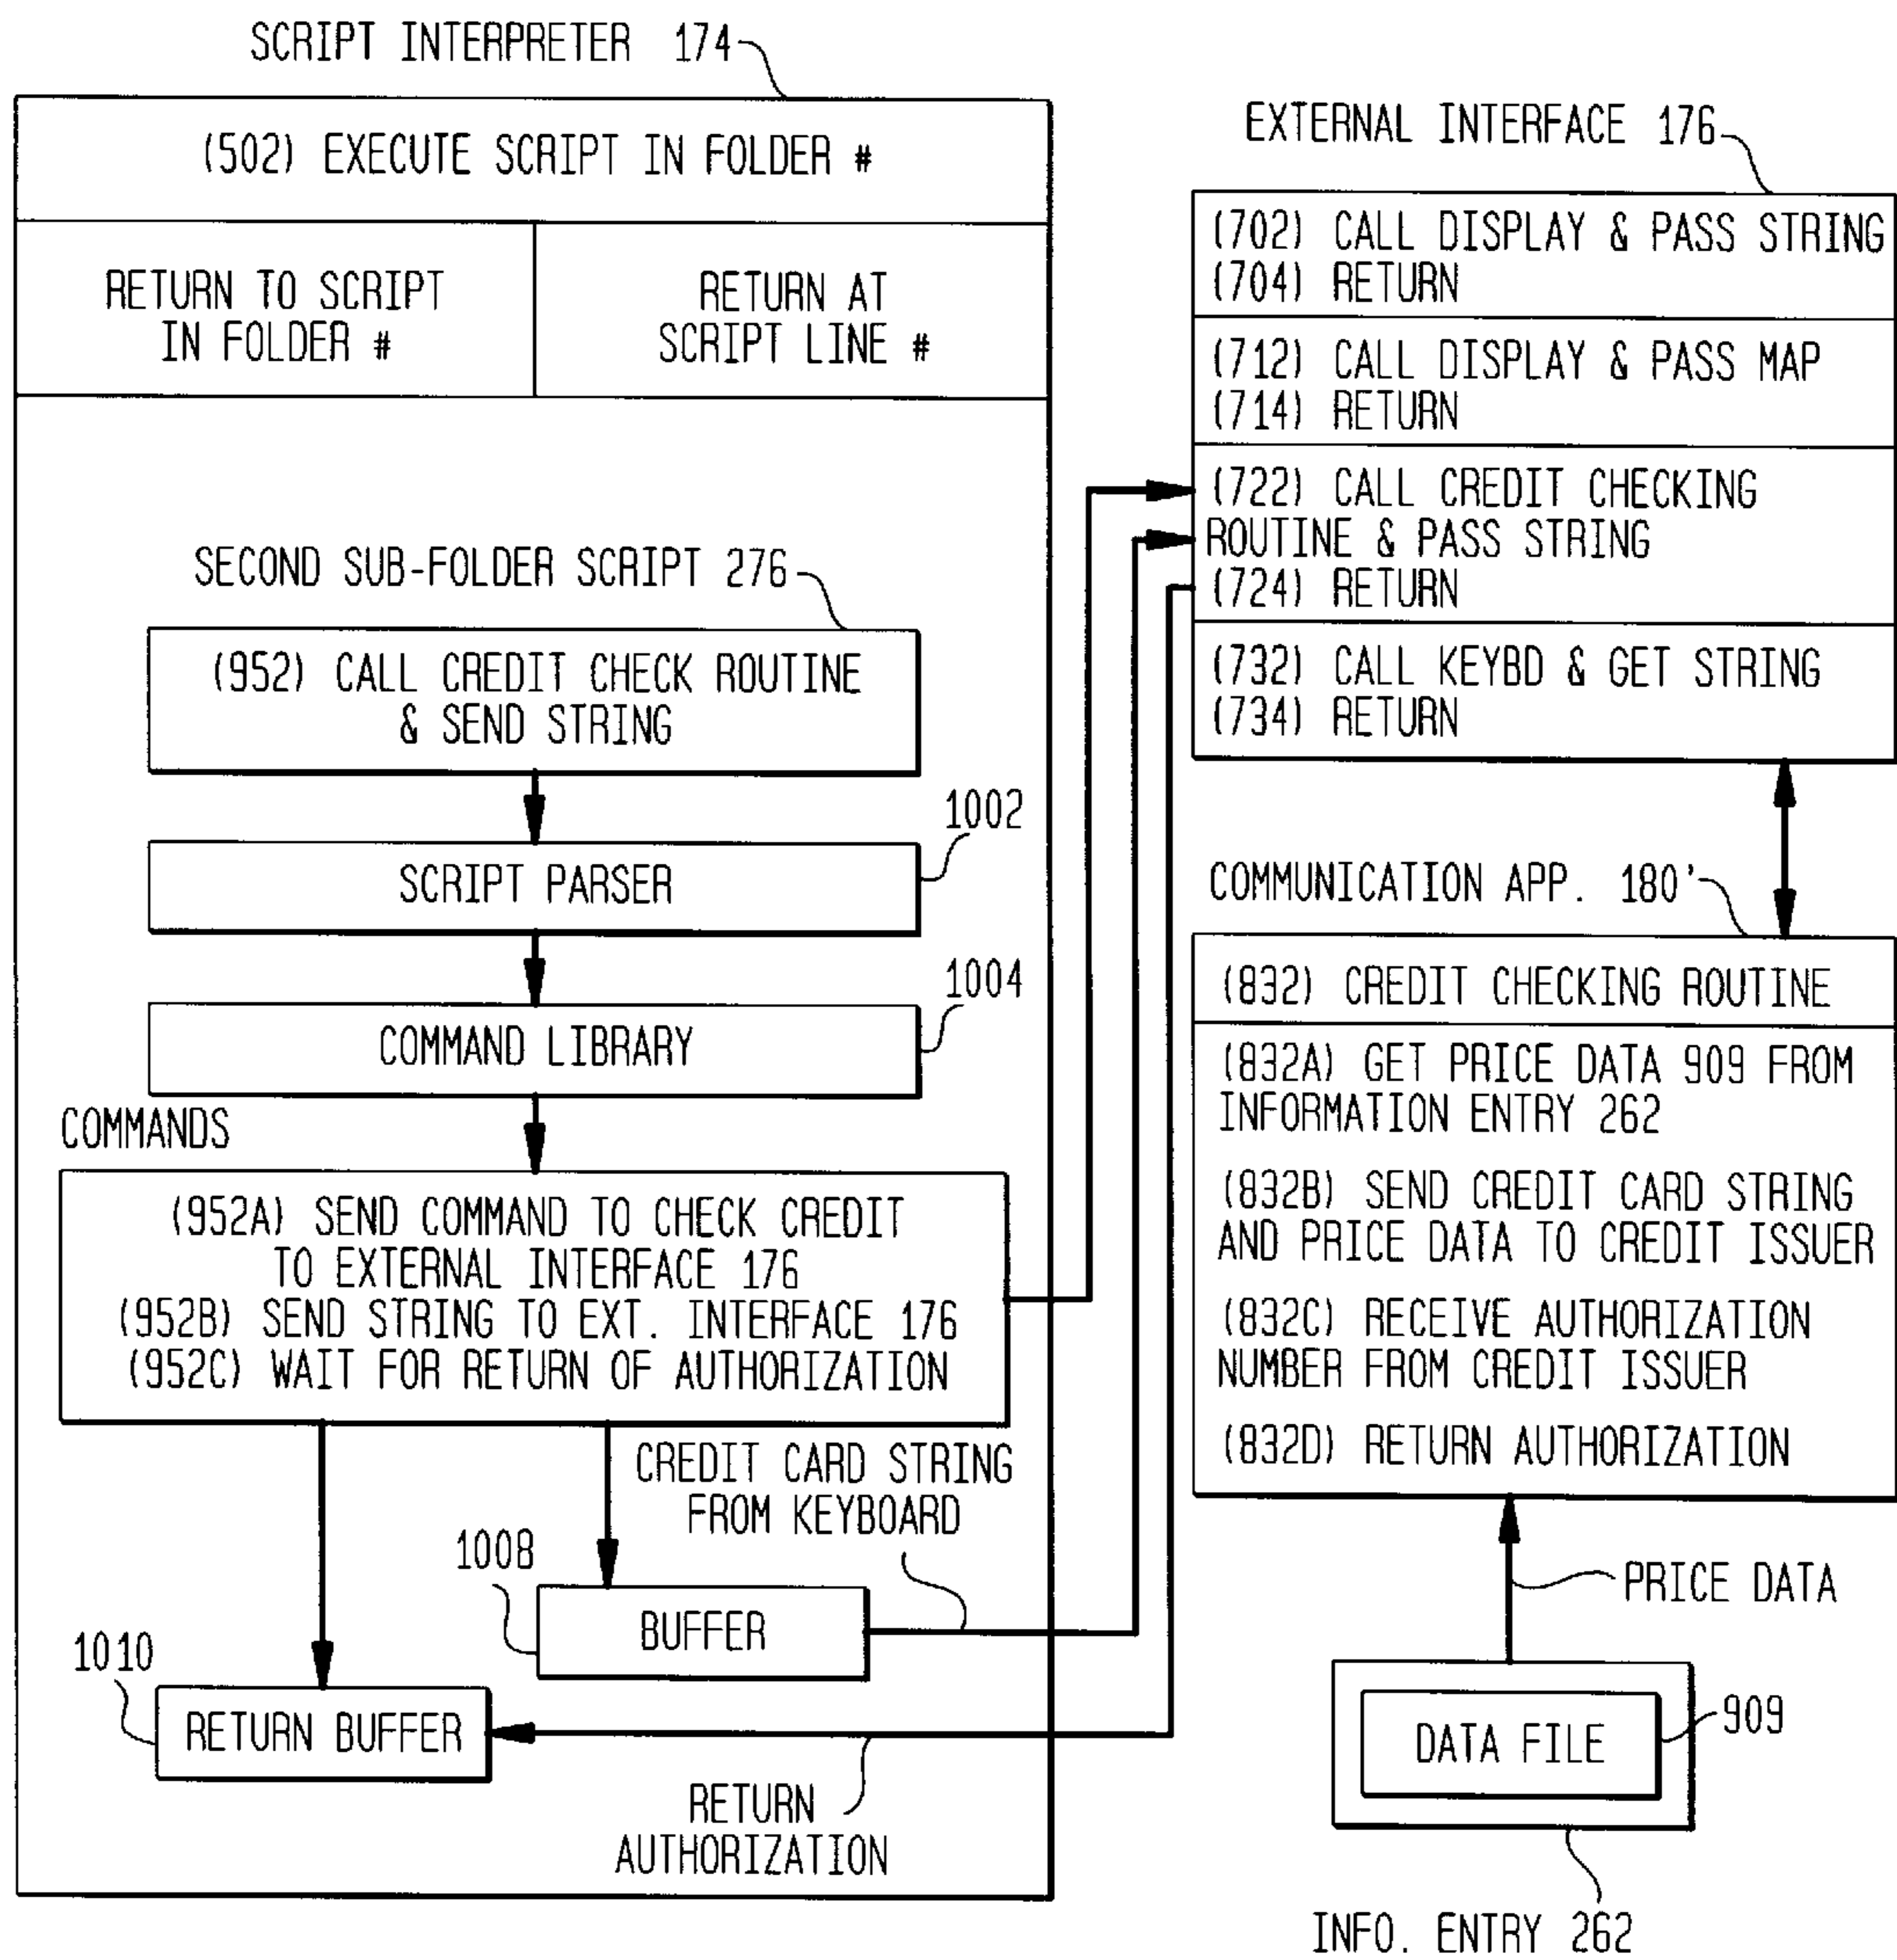 SCRIPT INTERPRETER 174
(502) EXECUTE SCRIPT IN FOLDER #
RETURN TO SCRIPT
IN FOLDER #
RETURN AT
SCRIPT LINE #
SECOND SUB-FOLDER SCRIPT 276
(952) CALL CREDIT CHECK ROUTINE
& SEND STRING
1002
SCRIPT PARSER
1004
COMMAND LIBRARY
COMMANDS
(952A) SEND COMMAND TO CHECK CREDIT
TO EXTERNAL INTERFACE 176
(952B) SEND STRING TO EXT. INTERFACE 176
(952C) WAIT FOR RETURN OF AUTHORIZATION
CREDIT CARD STRING
FROM KEYBOARD
1008
BUFFER
1010
RETURN BUFFER
RETURN
AUTHORIZATION
EXTERNAL INTERFACE 176
(702) CALL DISPLAY & PASS STRING
(704) RETURN
(712) CALL DISPLAY & PASS MAP
(714) RETURN
(722) CALL CREDIT CHECKING
ROUTINE & PASS STRING
(724) RETURN
(732) CALL KEYBD & GET STRING
(734) RETURN
COMMUNICATION APP. 180'
(832) CREDIT CHECKING ROUTINE
(832A) GET PRICE DATA 909 FROM
INFORMATION ENTRY 262
(832B) SEND CREDIT CARD STRING
AND PRICE DATA TO CREDIT ISSUER
(832C) RECEIVE AUTHORIZATION
NUMBER FROM CREDIT ISSUER
(832D) RETURN AUTHORIZATION
PRICE DATA
DATA FILE
909
INFO. ENTRY 262